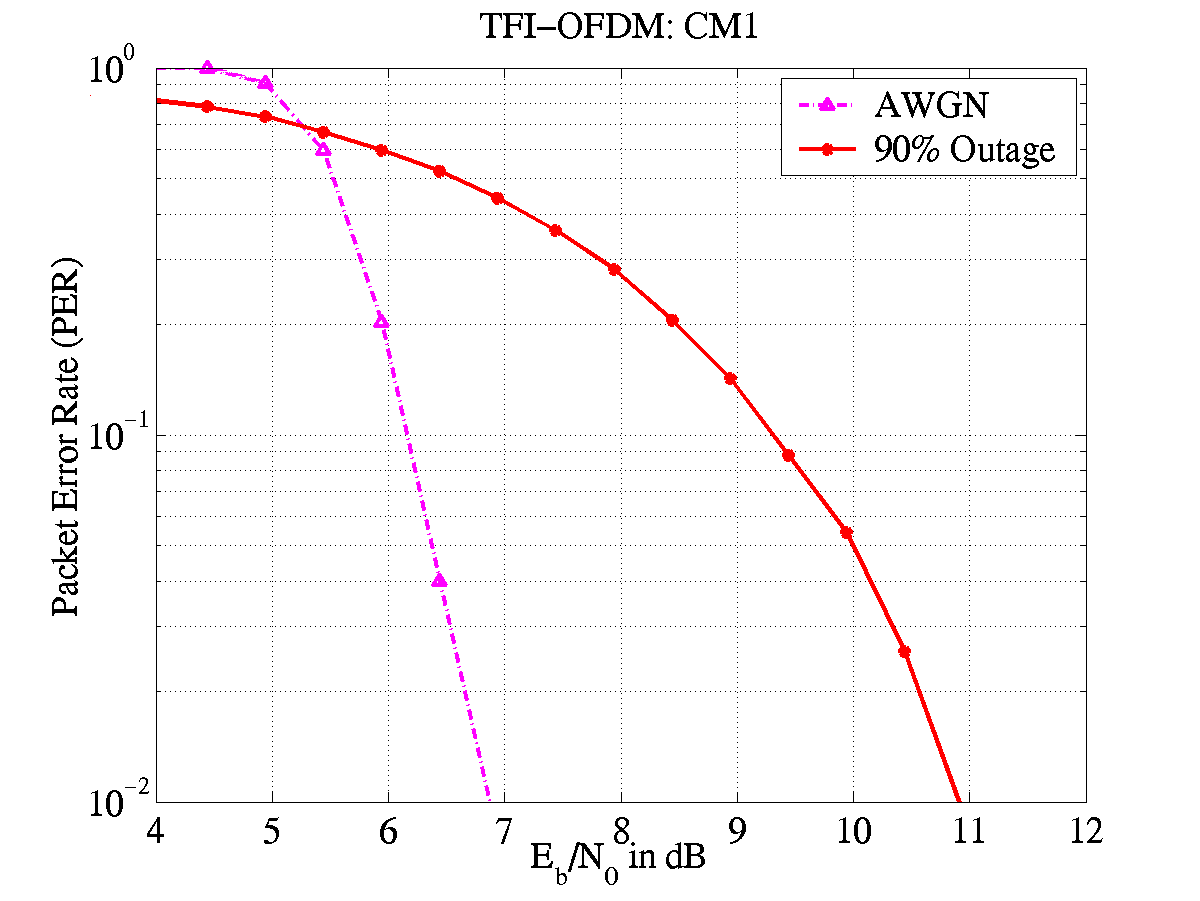 TFI−OFDM: CM1
AWGN
90% Outage
10^0
10^−1
10^−2
Packet Error Rate (PER)
4 5 6 7 8 9 10 11 12
E_b/N_0 in dB